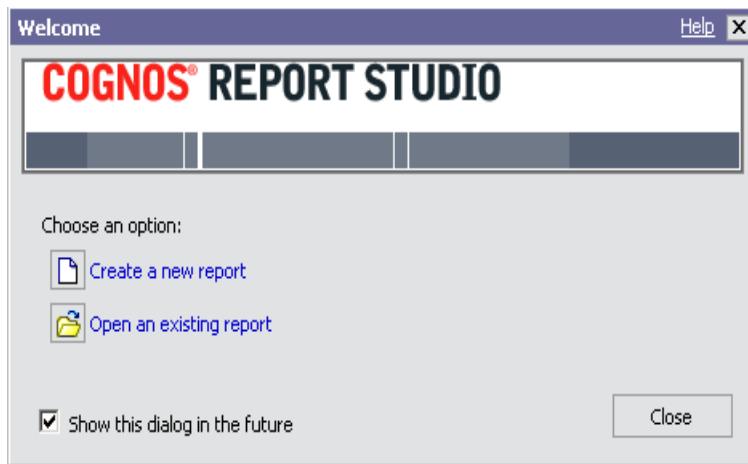 Welcome Help X
COGNOS® REPORT STUDIO
Choose an option:
Create a new report
Open an existing report
Show this dialog in the future
Close